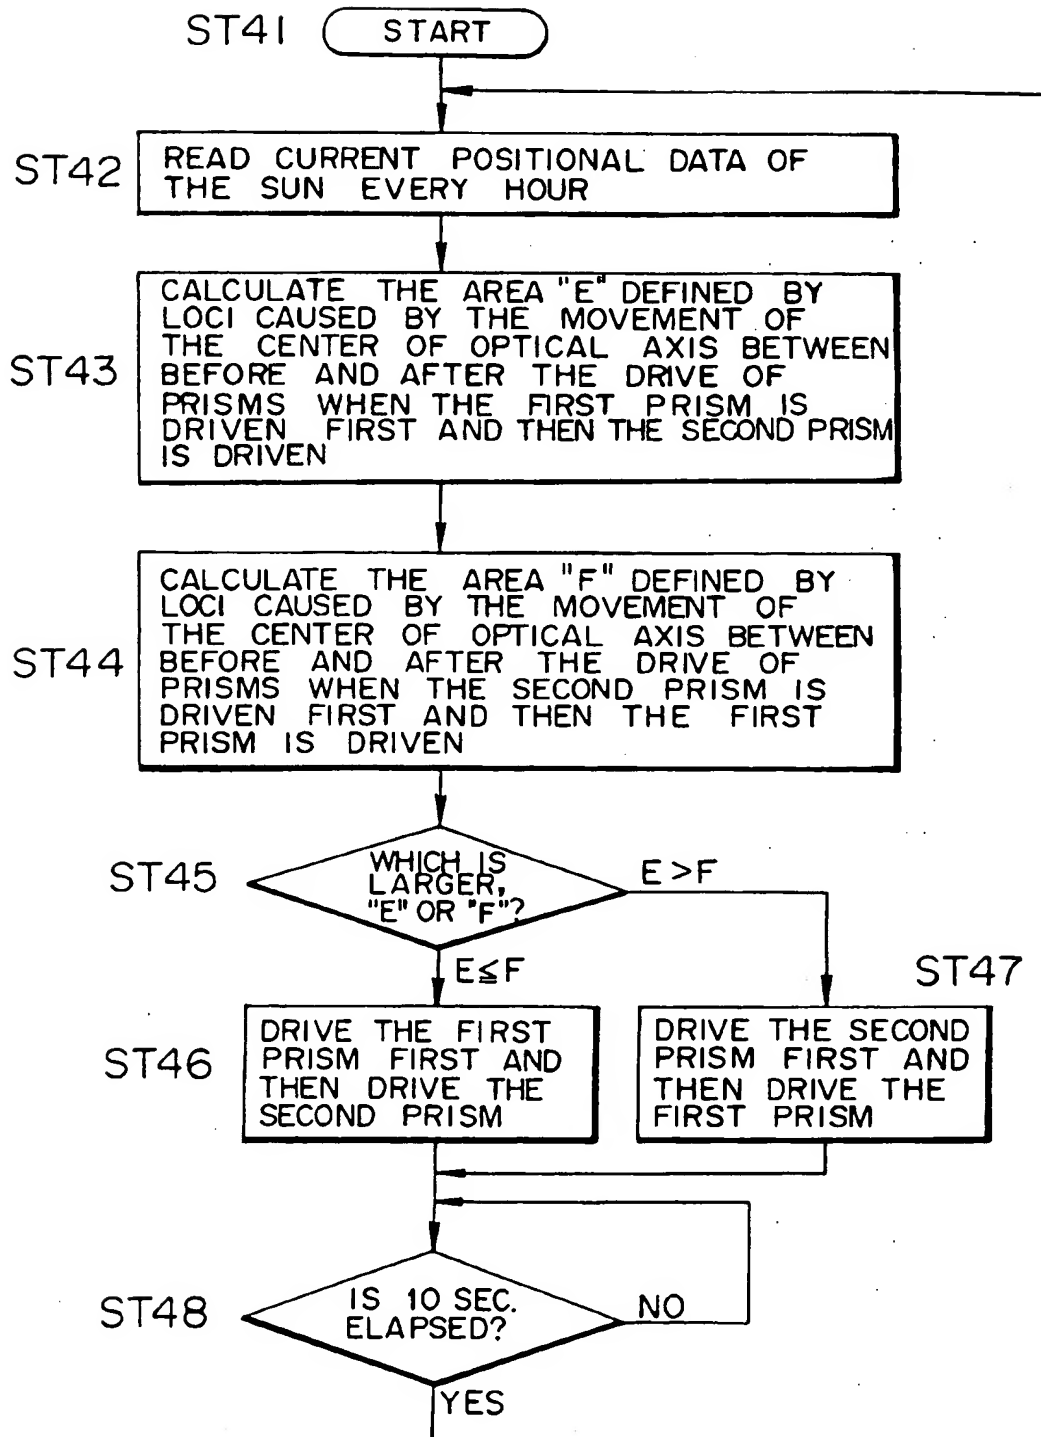 ST41
START
ST42
READ CURRENT POSITIONAL DATA OF
THE SUN EVERY HOUR
ST43
CALCULATE THE AREA "E" DEFINED BY
LOCI CAUSED BY THE MOVEMENT OF
THE CENTER OF OPTICAL AXIS BETWEEN
BEFORE AND AFTER THE DRIVE OF
PRISMS WHEN THE FIRST PRISM IS
DRIVEN FIRST AND THEN THE SECOND PRISM
IS DRIVEN
ST44
CALCULATE THE AREA "F" DEFINED BY
LOCI CAUSED BY THE MOVEMENT OF
THE CENTER OF OPTICAL AXIS BETWEEN
BEFORE AND AFTER THE DRIVE OF
PRISMS WHEN THE SECOND PRISM IS
DRIVEN FIRST AND THEN THE FIRST
PRISM IS DRIVEN
ST45
WHICH IS
LARGER,
"E" OR "F"?
E>F
E≦F
ST46
DRIVE THE FIRST
PRISM FIRST AND
THEN DRIVE THE
SECOND PRISM
ST47
DRIVE THE SECOND
PRISM FIRST AND
THEN DRIVE THE
FIRST PRISM
ST48
IS 10 SEC.
ELAPSED?
NO
YES